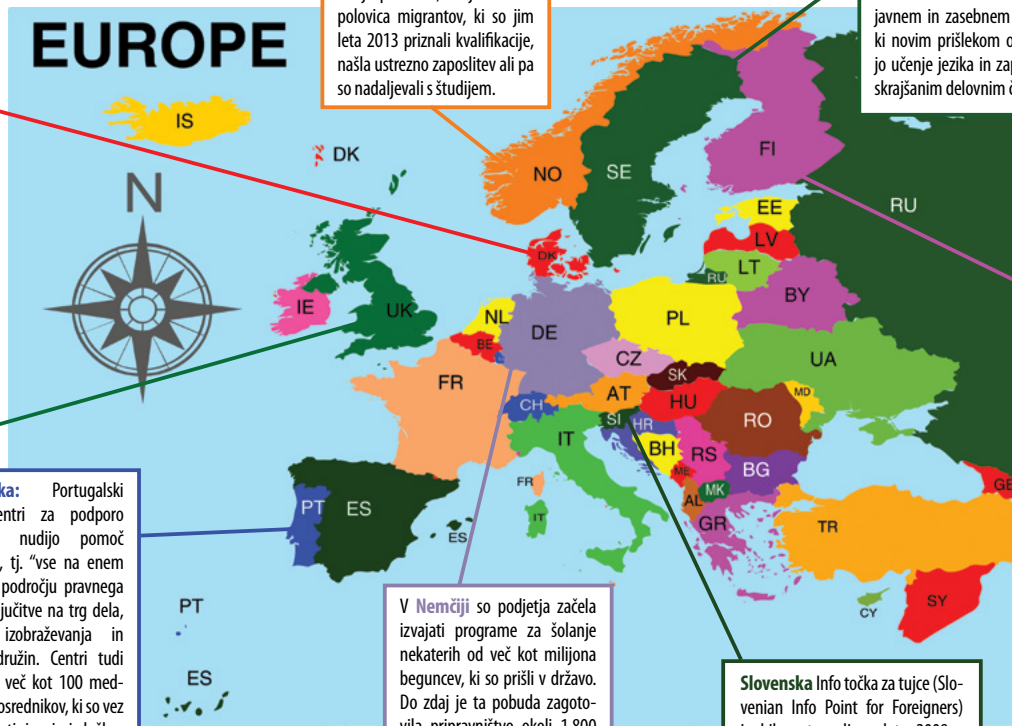 EUROPE
polovica migrantov, ki so jim
leta 2013 priznali kvalifikacije,
našla ustrezno zaposlitev ali pa
so nadaljevali s študijem.
javnem in zasebnem
ki novim prišlekom
jo učenje jezika in
skrajšanim delovnim
IS
DK
N
NO
SE
FI
RU
EE
LV
LT
RU
BY
DK
IE
UK
NL
BE
DE
PL
CZ
SK
UA
MD
FR
CH
AT
HU
RO
SI
HR
IT
BH
RS
BG
ME
MK
AL
GR
TR
GE
SY
CY
FR
IT
PT
ES
ES
PT
ES
Portugalski
za podporo
nudijo pomoč
tj. “vse na enem
področju pravnega
na trg dela,
izobraževanja in
Centri tudi
več kot 100 med-
ki so vez
V Nemčiji so podjetja začela
izvajati programe za šolanje
nekaterih od več kot milijona
beguncev, ki so prišli v državo.
Do zdaj je ta pobuda zagoto-
vila pripravništvo okoli 1.800
Slovenska Info točka za tujce (Slo-
venian Info Point for Foreigners)